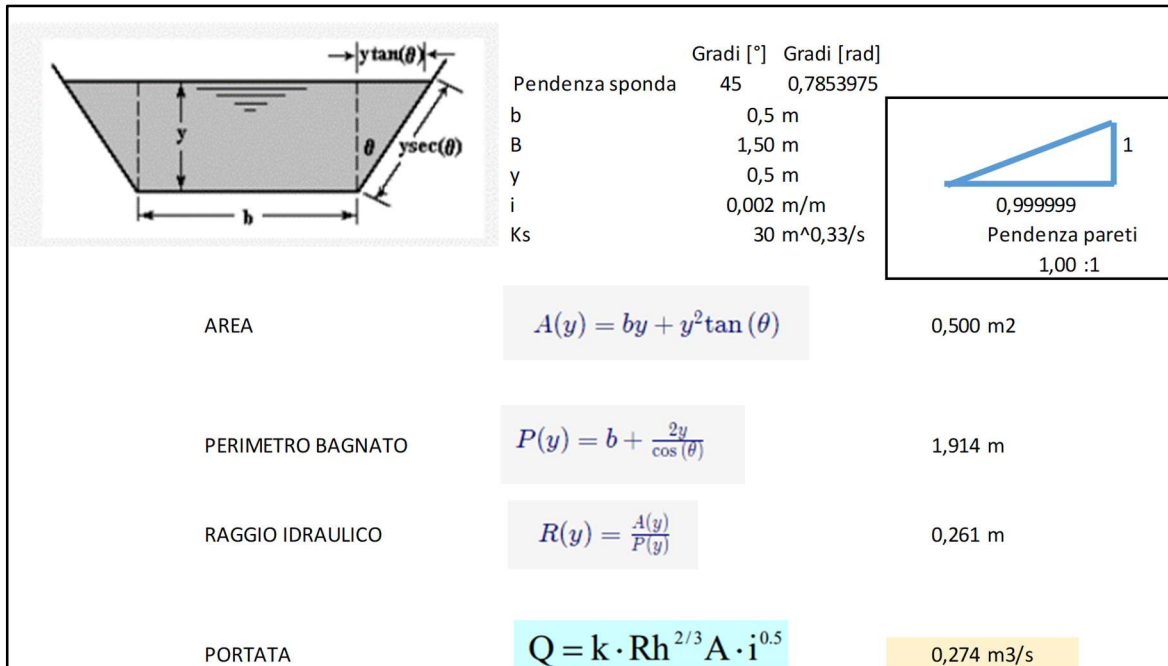 y tan(θ)
y
θ
y sec(θ)
b
Gradi [°] Gradi [rad]
Pendenza sponda 45 0,7853975
b 0,5 m
B 1,50 m
y 0,5 m
i 0,002 m/m
Ks 30 m^0,33/s
1
0,999999
Pendenza pareti
1,00 :1
AREA A(y) = by + y²tan (θ) 0,500 m2
PERIMETRO BAGNATO P(y) = b + 2y/cos (θ) 1,914 m
RAGGIO IDRAULICO R(y) = A(y)/P(y) 0,261 m
PORTATA Q = k · Rh^2/3 A · i^0.5 0,274 m3/s